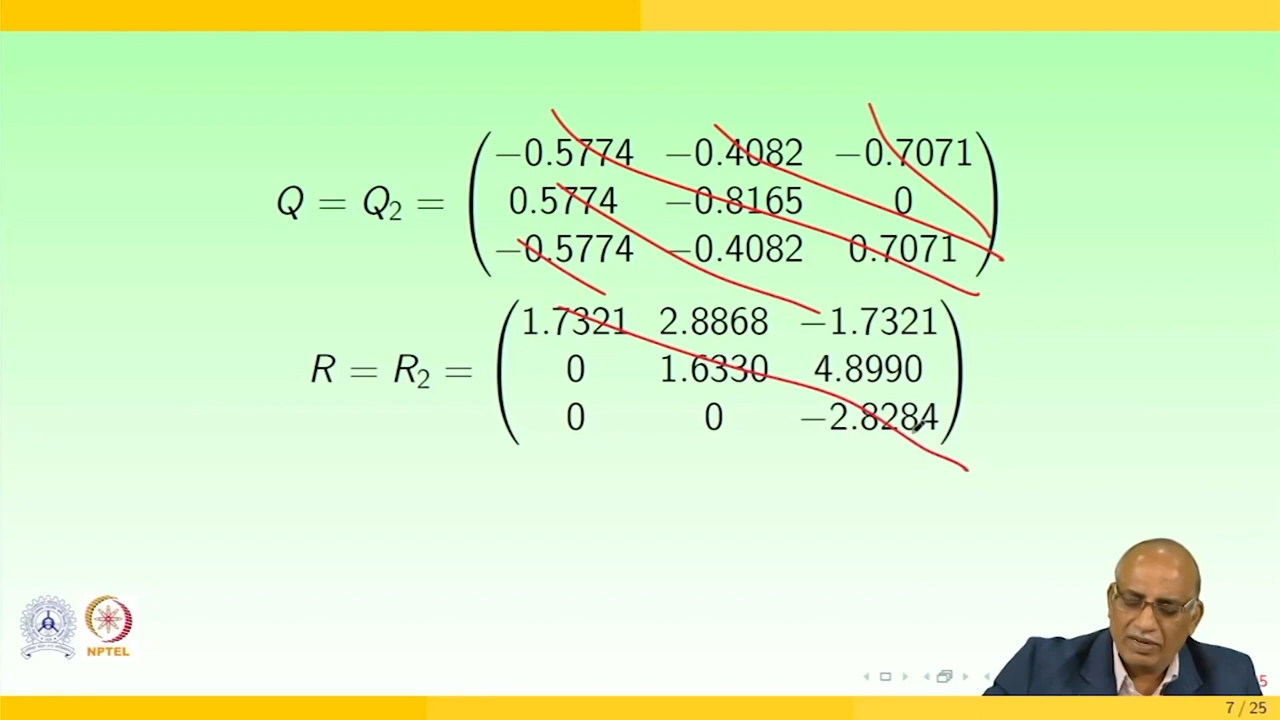 −0.5774 −0.4082 −0.7071
Q = Q₂ = 0.5774 −0.8165 0
−0.5774 −0.4082 0.7071
1.7321 2.8868 −1.7321
R = R₂ = 0 1.6330 4.8990
0 0 −2.8284
NPTEL
5
7 / 25